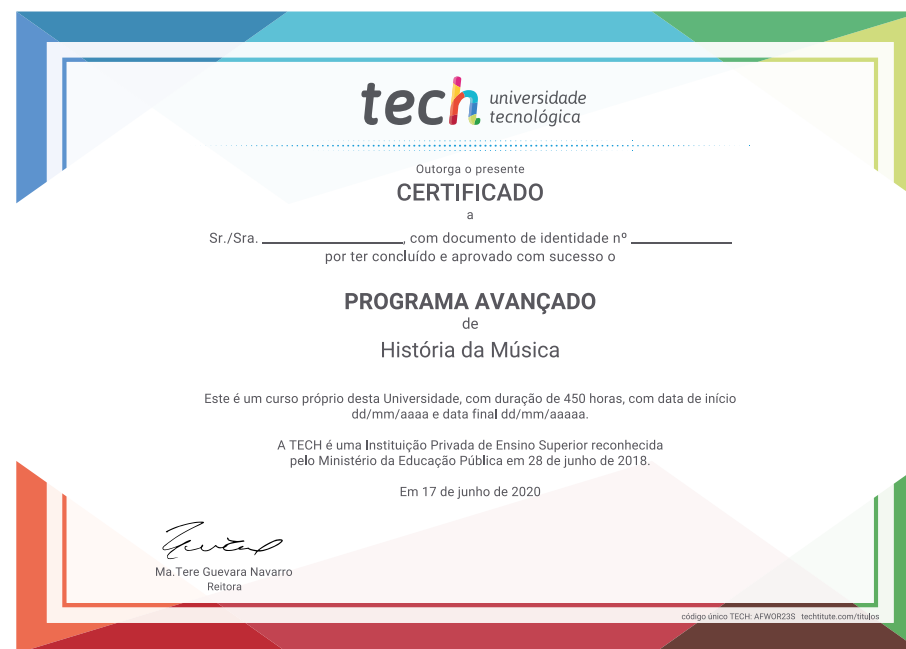 tech universidade
tecnológica
Outorga o presente
CERTIFICADO
a
Sr./Sra. ________________, com documento de identidade nº ____________
por ter concluído e aprovado com sucesso o
PROGRAMA AVANÇADO
de
História da Música
Este é um curso próprio desta Universidade, com duração de 450 horas, com data de início
dd/mm/aaaa e data final dd/mm/aaaaa.
A TECH é uma Instituição Privada de Ensino Superior reconhecida
pelo Ministério da Educação Pública em 28 de junho de 2018.
Em 17 de junho de 2020
Ma.Tere Guevara Navarro
Reitora
código único TECH: AFWOR23S techtitute.com/titulos